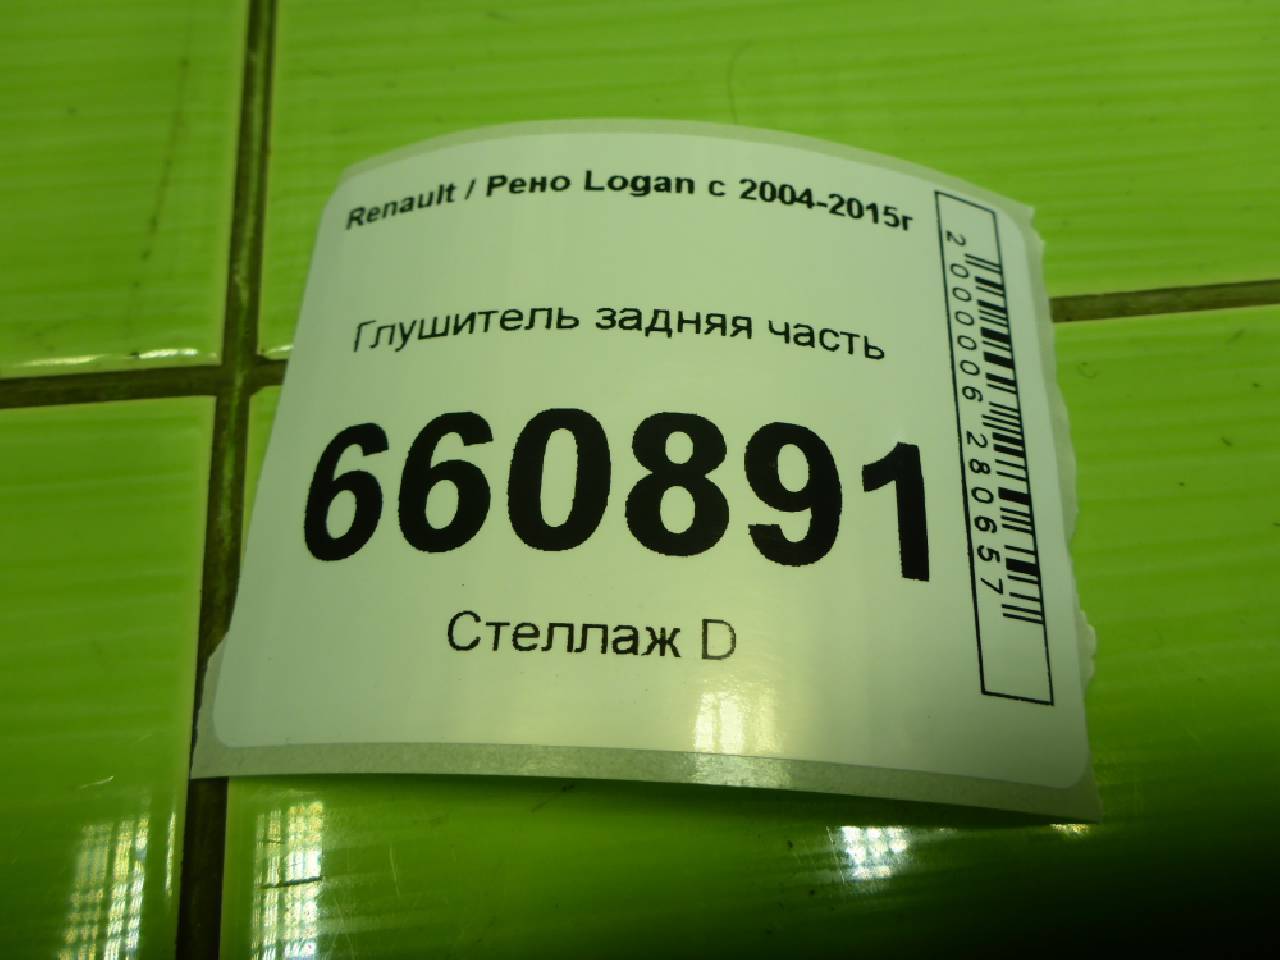 Renault / Рено Logan с 2004-2015г
Глушитель задняя часть
660891
Стеллаж D
2000006280657